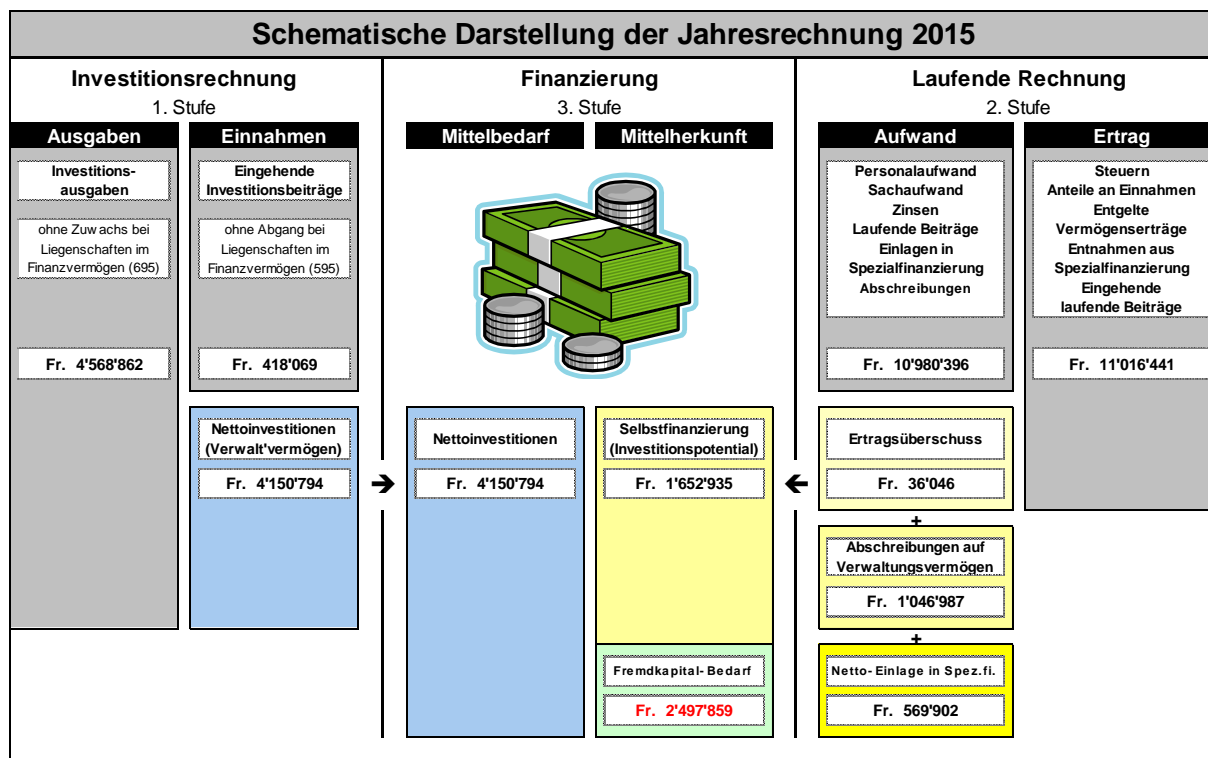 Schematische Darstellung der Jahresrechnung 2015
Investitionsrechnung
1. Stufe
Ausgaben
Einnahmen
Investitions-
ausgaben
Eingehende
Investitionsbeiträge
ohne Zuwachs bei
Liegenschaften im
Finanzvermögen (695)
ohne Abgang bei
Liegenschaften im
Finanzvermögen (595)
Fr. 4'568'862
Fr. 418'069
Nettoinvestitionen
(Verwalt'vermögen)
Fr. 4'150'794
➔
Finanzierung
3. Stufe
Mittelbedarf
Mittelherkunft
Nettoinvestitionen
Fr. 4'150'794
Selbstfinanzierung
(Investitionspotential)
Fr. 1'652'935
Fremdkapital-Bedarf
Fr. 2'497'859
Laufende Rechnung
2. Stufe
Aufwand
Ertrag
Personalaufwand
Sachaufwand
Zinsen
Laufende Beiträge
Einlagen in
Spezialfinanzierung
Abschreibungen
Steuern
Anteile an Einnahmen
Entgelte
Vermögenserträge
Entnahmen aus
Spezialfinanzierung
Eingehende
laufende Beiträge
Fr. 10'980'396
Fr. 11'016'441
Ertragsüberschuss
Fr. 36'046
+
Abschreibungen auf
Verwaltungsvermögen
Fr. 1'046'987
+
Netto-Einlage in Spez.fi.
Fr. 569'902